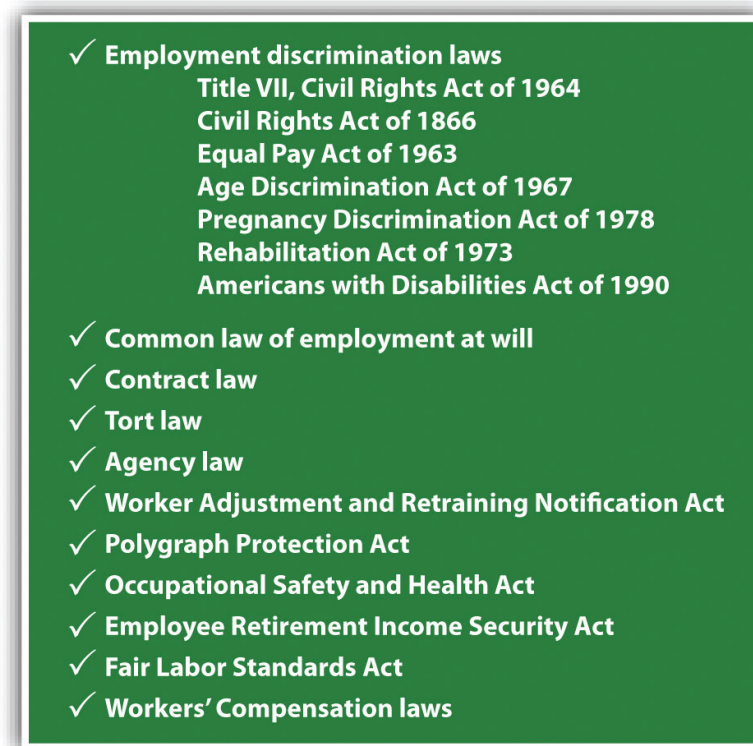 ✓ Employment discrimination laws
Title VII, Civil Rights Act of 1964
Civil Rights Act of 1866
Equal Pay Act of 1963
Age Discrimination Act of 1967
Pregnancy Discrimination Act of 1978
Rehabilitation Act of 1973
Americans with Disabilities Act of 1990
✓ Common law of employment at will
✓ Contract law
✓ Tort law
✓ Agency law
✓ Worker Adjustment and Retraining Notification Act
✓ Polygraph Protection Act
✓ Occupational Safety and Health Act
✓ Employee Retirement Income Security Act
✓ Fair Labor Standards Act
✓ Workers’ Compensation laws